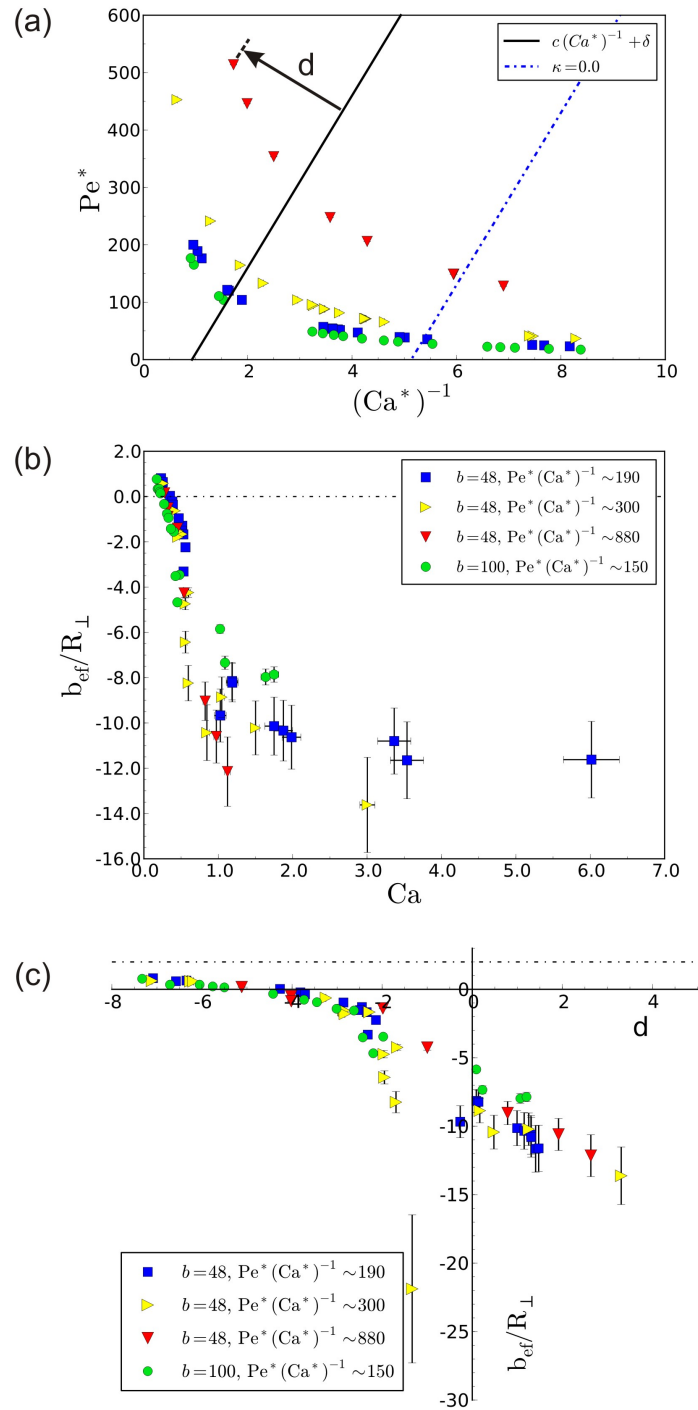 (a)
600
500
400
300
200
100
0
Pe*
0
2
4
6
8
10
(Ca*)⁻¹
d
c(Ca*)⁻¹+δ
κ=0.0
(b)
2.0
0.0
-2.0
-4.0
-6.0
-8.0
-10.0
-12.0
-14.0
-16.0
b_ef/R_⊥
0.0
1.0
2.0
3.0
4.0
5.0
6.0
7.0
Ca
b=48, Pe*(Ca*)⁻¹ ~190
b=48, Pe*(Ca*)⁻¹ ~300
b=48, Pe*(Ca*)⁻¹ ~880
b=100, Pe*(Ca*)⁻¹ ~150
(c)
-8
-6
-4
-2
0
2
4
d
0
-5
-10
-15
-20
-25
-30
b_ef/R_⊥
b=48, Pe*(Ca*)⁻¹ ~190
b=48, Pe*(Ca*)⁻¹ ~300
b=48, Pe*(Ca*)⁻¹ ~880
b=100, Pe*(Ca*)⁻¹ ~150